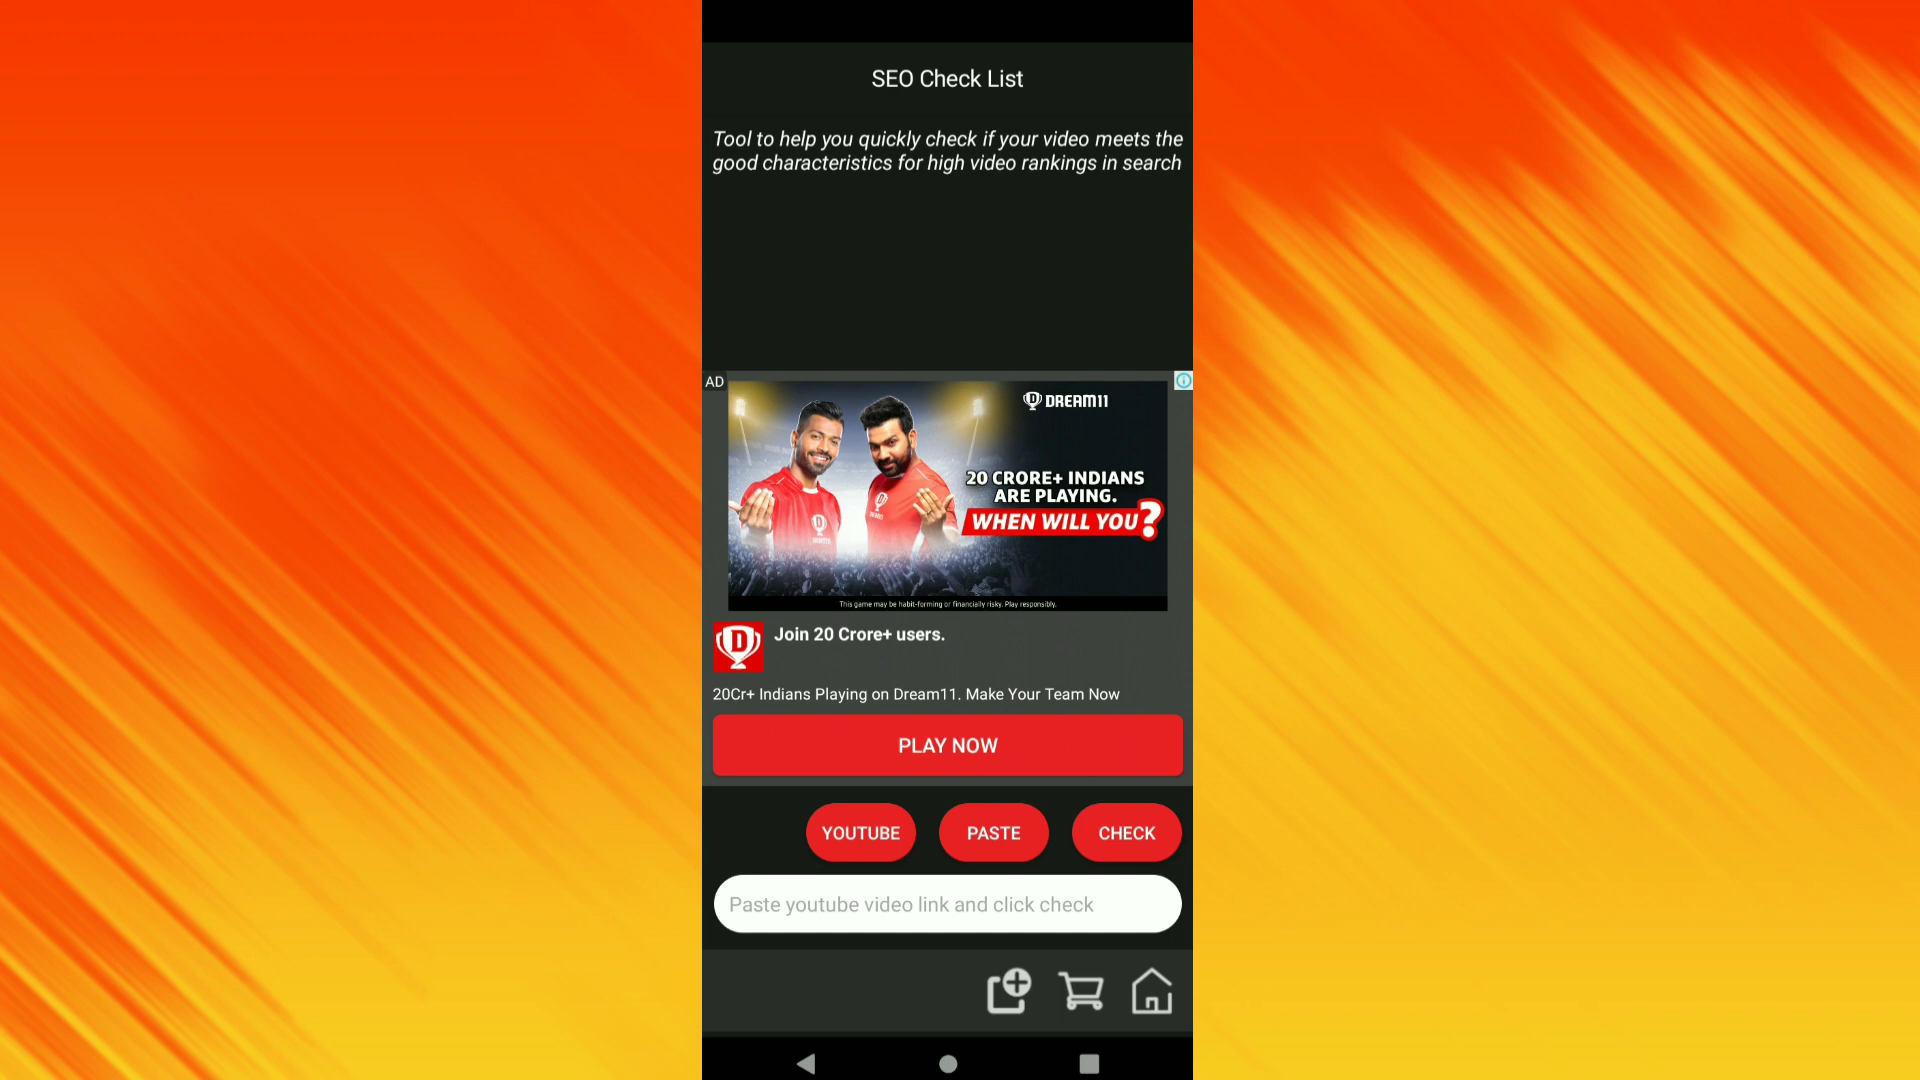 SEO Check List
Tool to help you quickly check if your video meets the
good characteristics for high video rankings in search
AD
DREAM11
20 CRORE+ INDIANS
ARE PLAYING.
WHEN WILL YOU?
This game may be habit-forming or financially risky. Play responsibly.
D
Join 20 Crore+ users.
20Cr+ Indians Playing on Dream11. Make Your Team Now
PLAY NOW
YOUTUBE PASTE CHECK
Paste youtube video link and click check